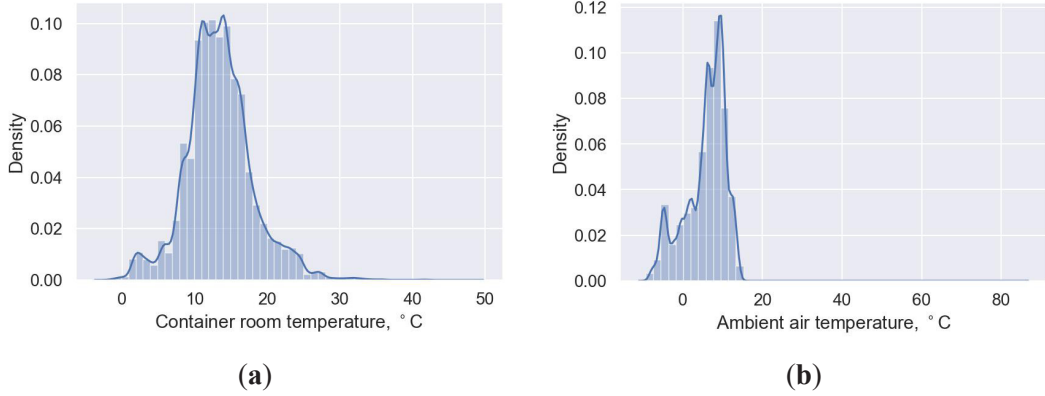 0.10
0.08
0.06
0.04
0.02
0.00
Density
0 10 20 30 40 50
Container room temperature, °C
(a)
0.12
0.10
0.08
0.06
0.04
0.02
0.00
Density
0 20 40 60 80
Ambient air temperature, °C
(b)